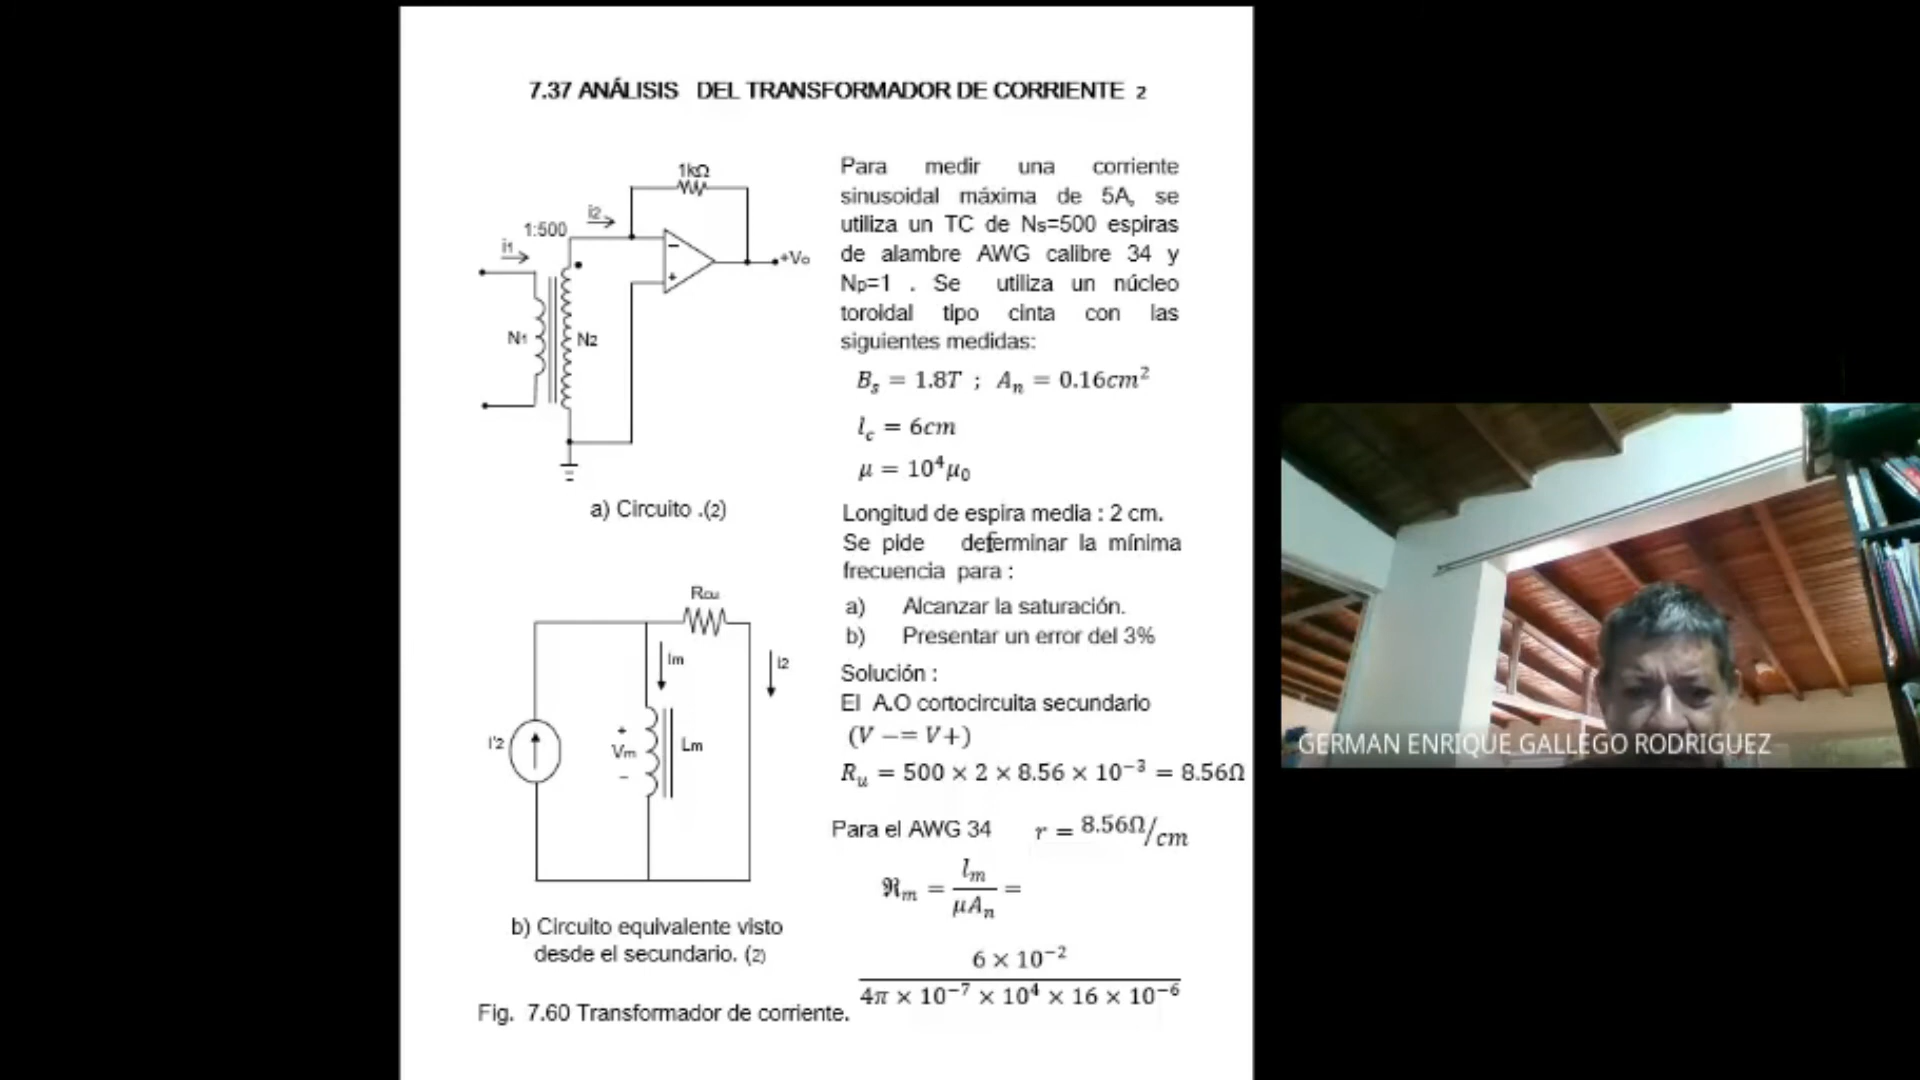 7.37 ANÁLISIS DEL TRANSFORMADOR DE CORRIENTE 2
1kΩ
i2
1:500
i1
+Vo
N1
N2
a) Circuito .(2)
Rcu
Im
i2
I'2
+
Vm
−
Lm
b) Circuito equivalente visto
desde el secundario. (2)
Fig. 7.60 Transformador de corriente.
Para medir una corriente
sinusoidal máxima de 5A, se
utiliza un TC de Ns=500 espiras
de alambre AWG calibre 34 y
Np=1 . Se utiliza un núcleo
toroidal tipo cinta con las
siguientes medidas:
Bₛ = 1.8T ; Aₙ = 0.16cm²
l_c = 6cm
μ = 10⁴μ₀
Longitud de espira media : 2 cm.
Se pide determinar la mínima
frecuencia para :
a) Alcanzar la saturación.
b) Presentar un error del 3%
Solución :
El A.O cortocircuita secundario
(V −= V+)
Rᵤ = 500 × 2 × 8.56 × 10⁻³ = 8.56Ω
Para el AWG 34 r = 8.56Ω/cm
ℜₘ = lₘ / μAₙ =
6 × 10⁻²
4π × 10⁻⁷ × 10⁴ × 16 × 10⁻⁶
GERMAN ENRIQUE GALLEGO RODRIGUEZ